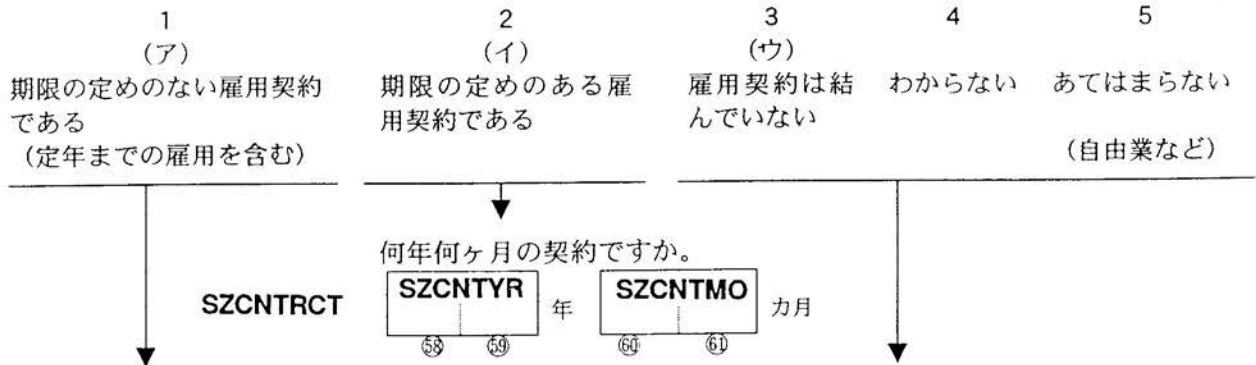 1 2 3 4 5
(ア) (イ) (ウ)
期限の定めのない雇用契約 期限の定めのある雇 雇用契約は結 わからない あてはまらない
である 用契約である んでいない
(定年までの雇用を含む) (自由業など)
何年何ヶ月の契約ですか。
SZCNTRCT SZCNTYR 年 SZCNTMO カ月
58 59 60 61